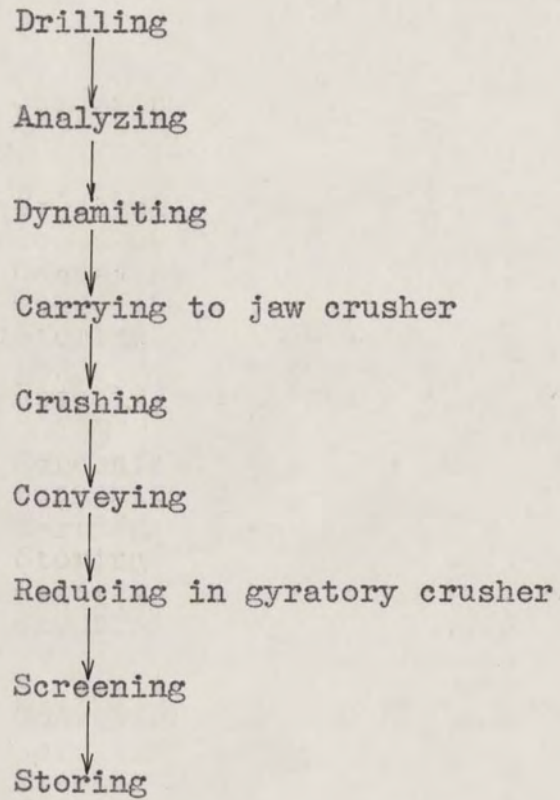 Drilling
Analyzing
Dynamiting
Carrying to jaw crusher
Crushing
Conveying
Reducing in gyratory crusher
Screening
Storing